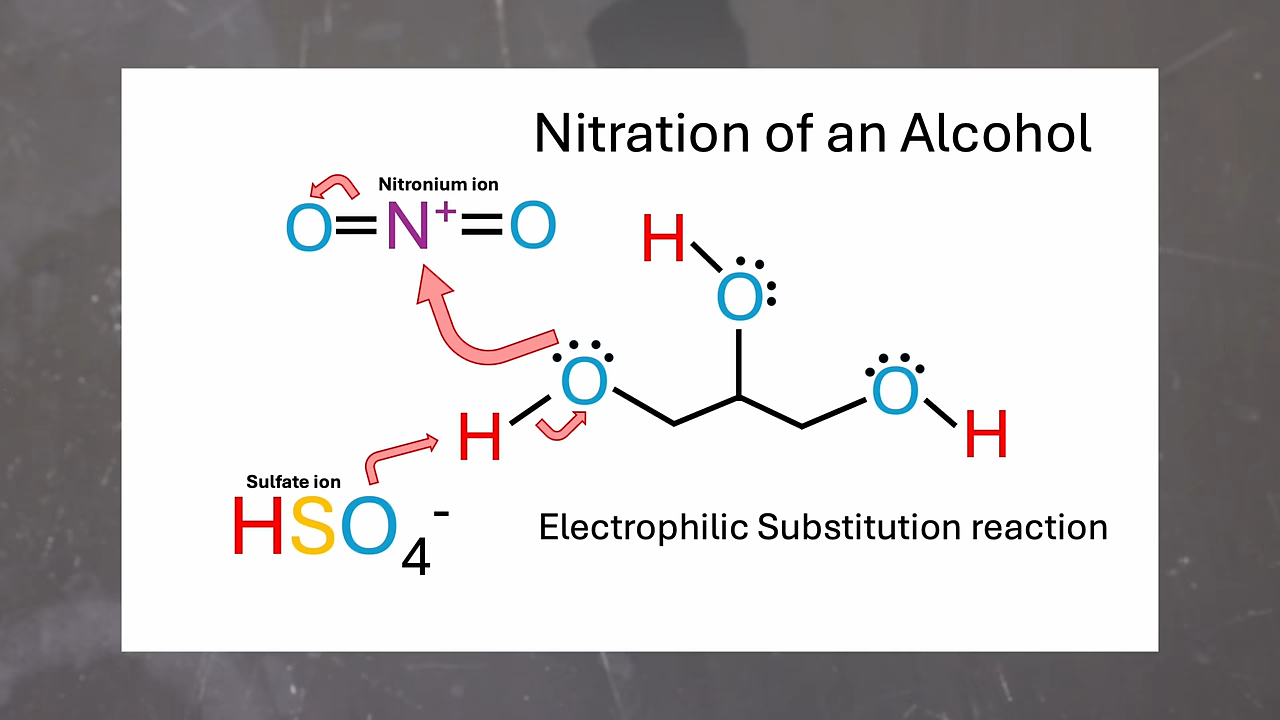 Nitration of an Alcohol
Nitronium ion
O=N⁺=O
H
O
O
O
H
H
Sulfate ion
HSO₄⁻
Electrophilic Substitution reaction